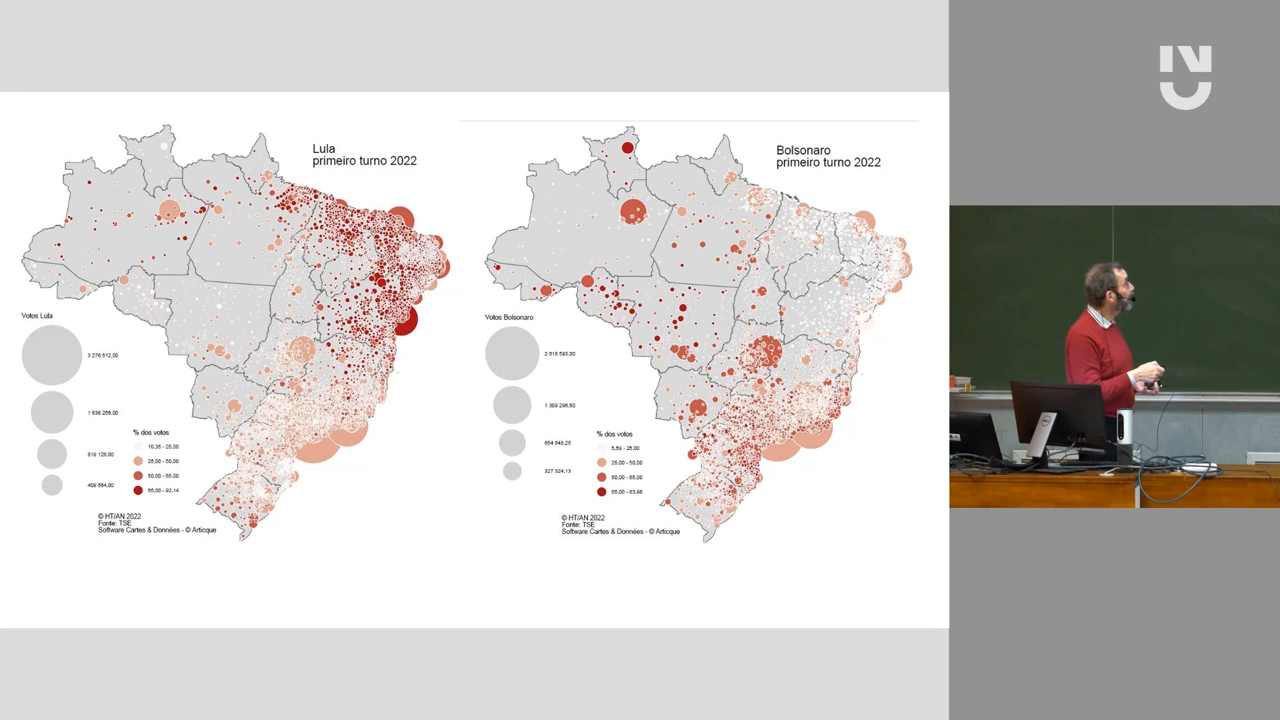 Lula
primeiro turno 2022
Votos Lula
3 276 512,00
1 638 256,00
819 128,00
409 564,00
% dos votos
10,35 - 25,00
25,00 - 50,00
50,00 - 65,00
65,00 - 92,14
© HT/AN 2022
Fonte: TSE
Software Cartes & Données - © Articque
Bolsonaro
primeiro turno 2022
Votos Bolsonaro
2 618 593,00
1 309 296,50
654 648,25
327 324,13
% dos votos
5,59 - 25,00
25,00 - 50,00
50,00 - 65,00
65,00 - 83,98
© HT/AN 2022
Fonte: TSE
Software Cartes & Données - © Articque
NU
DELL